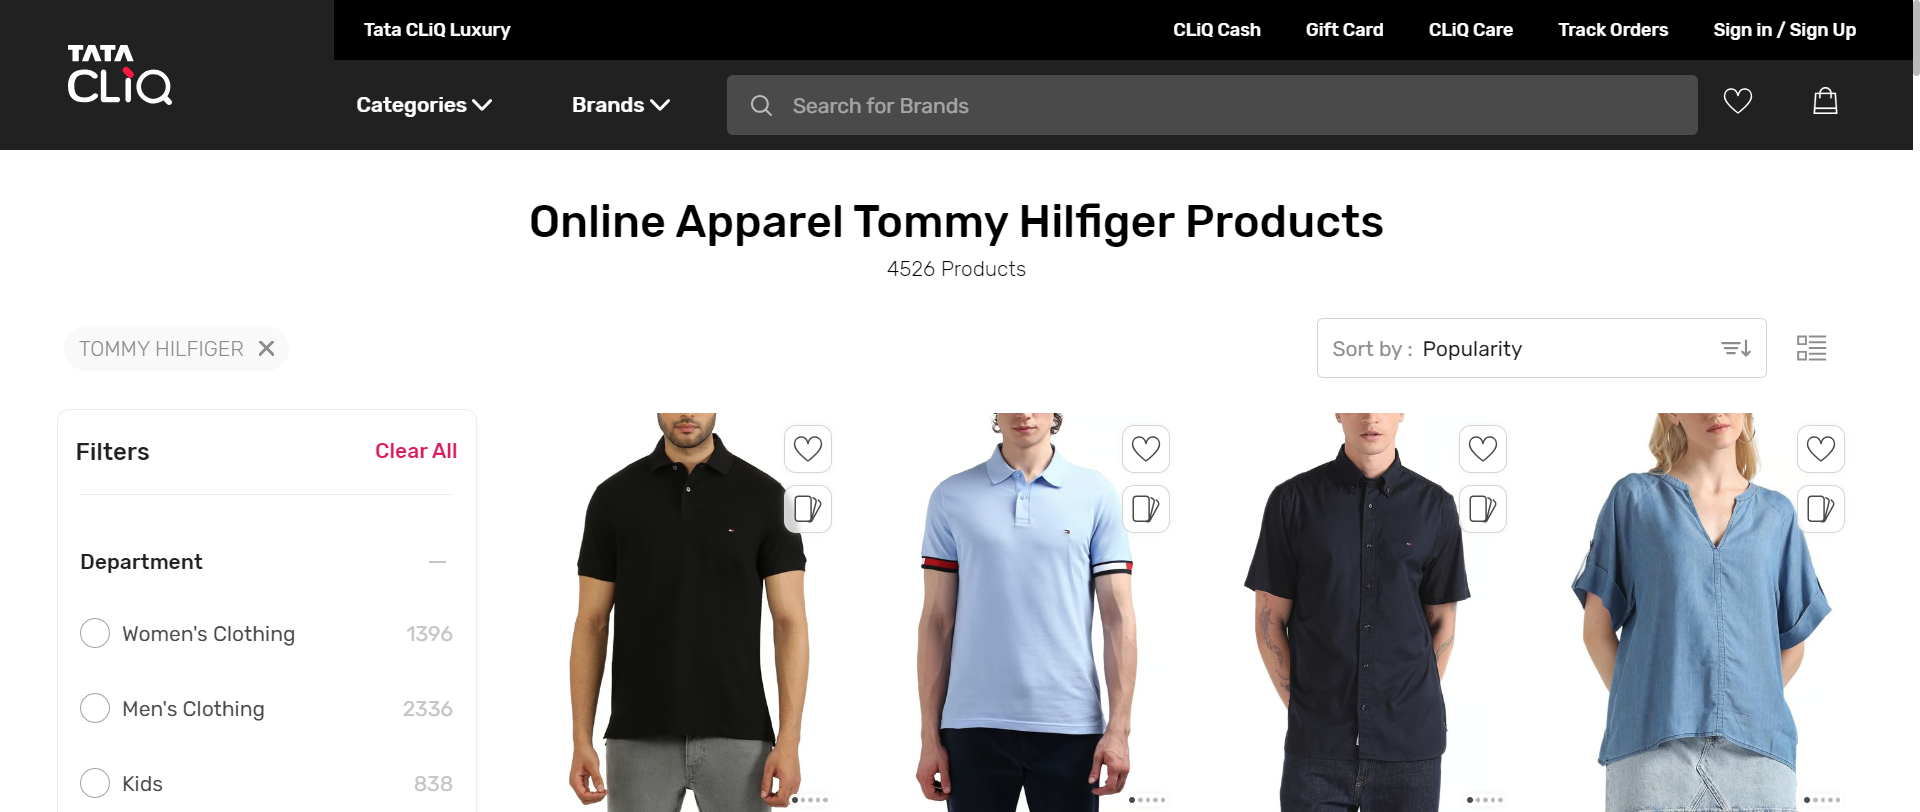 Tata CLiQ Luxury
CLiQ Cash
Gift Card
CLiQ Care
Track Orders
Sign in / Sign Up
TATA
CLiQ
Categories
Brands
Search for Brands
Online Apparel Tommy Hilfiger Products
4526 Products
TOMMY HILFIGER
Sort by : Popularity
Filters
Clear All
Department
Women's Clothing 1396
Men's Clothing 2336
Kids 838